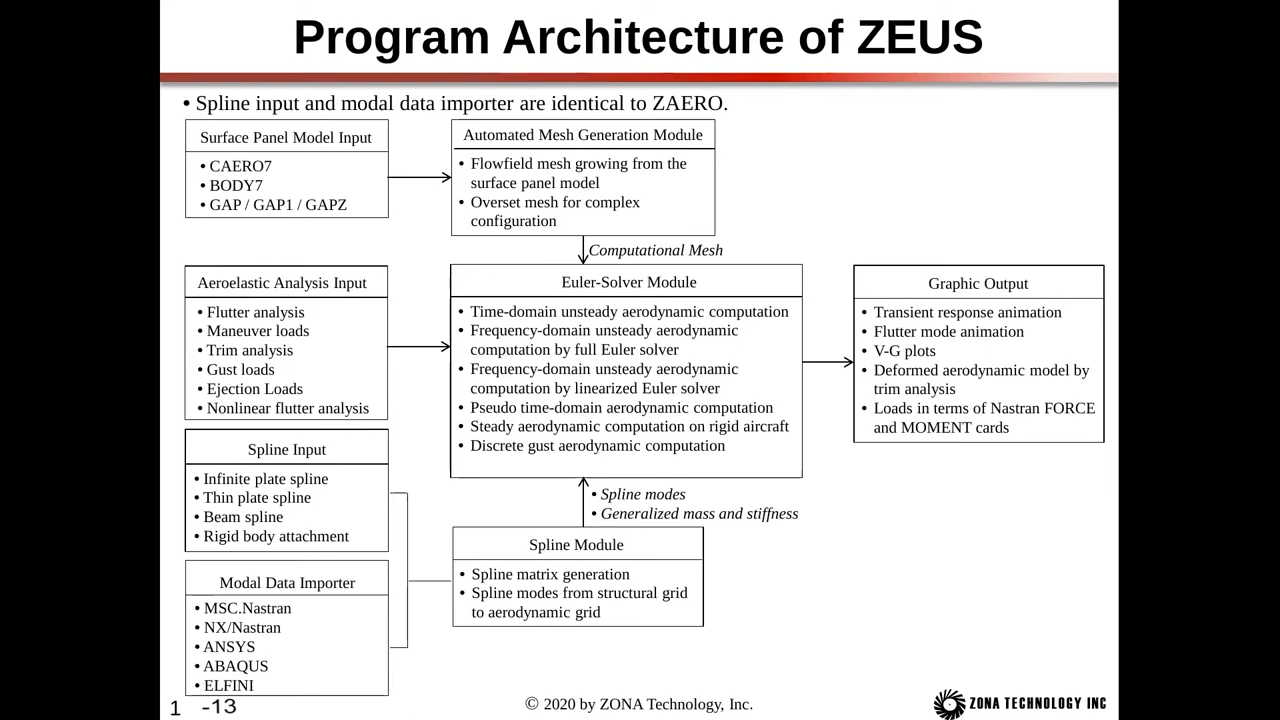 Program Architecture of ZEUS
• Spline input and modal data importer are identical to ZAERO.
Surface Panel Model Input
• CAERO7
• BODY7
• GAP / GAP1 / GAPZ
Automated Mesh Generation Module
• Flowfield mesh growing from the
surface panel model
• Overset mesh for complex
configuration
Computational Mesh
Aeroelastic Analysis Input
• Flutter analysis
• Maneuver loads
• Trim analysis
• Gust loads
• Ejection Loads
• Nonlinear flutter analysis
Euler-Solver Module
• Time-domain unsteady aerodynamic computation
• Frequency-domain unsteady aerodynamic
computation by full Euler solver
• Frequency-domain unsteady aerodynamic
computation by linearized Euler solver
• Pseudo time-domain aerodynamic computation
• Steady aerodynamic computation on rigid aircraft
• Discrete gust aerodynamic computation
Graphic Output
• Transient response animation
• Flutter mode animation
• V-G plots
• Deformed aerodynamic model by
trim analysis
• Loads in terms of Nastran FORCE
and MOMENT cards
Spline Input
• Infinite plate spline
• Thin plate spline
• Beam spline
• Rigid body attachment
• Spline modes
• Generalized mass and stiffness
Spline Module
• Spline matrix generation
• Spline modes from structural grid
to aerodynamic grid
Modal Data Importer
• MSC.Nastran
• NX/Nastran
• ANSYS
• ABAQUS
• ELFINI
1 -13
© 2020 by ZONA Technology, Inc.
ZONA TECHNOLOGY INC